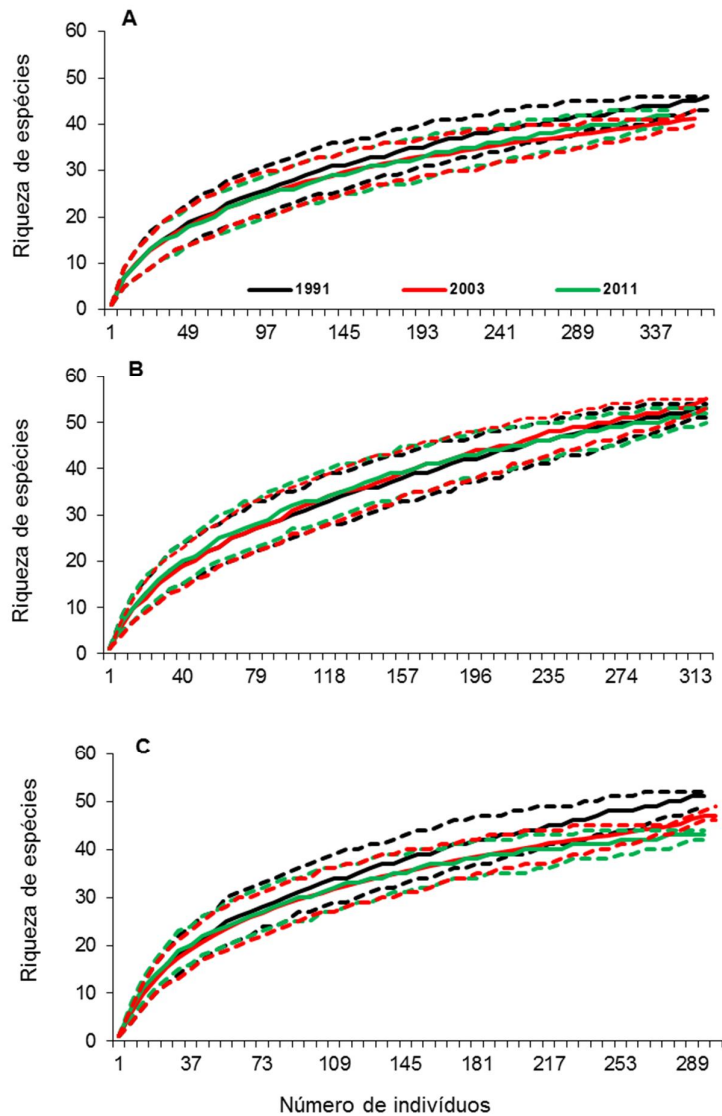 A
Riqueza de espécies
60
50
40
30
20
10
0
1991 2003 2011
1 49 97 145 193 241 289 337
B
Riqueza de espécies
60
50
40
30
20
10
0
1 40 79 118 157 196 235 274 313
C
Riqueza de espécies
60
50
40
30
20
10
0
1 37 73 109 145 181 217 253 289
Número de indivíduos